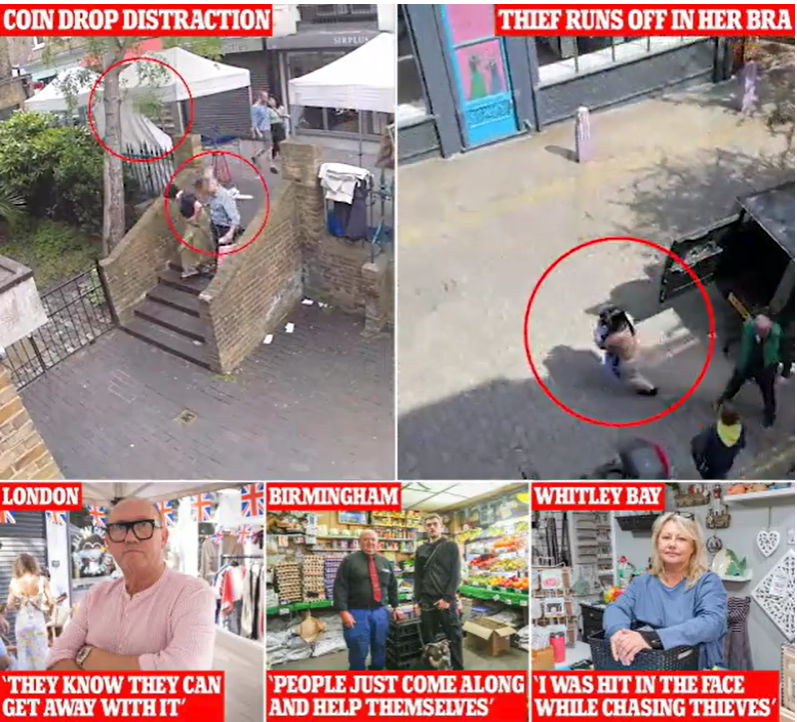 COIN DROP DISTRACTION
THIEF RUNS OFF IN HER BRA
SIRPLUS
LONDON
'THEY KNOW THEY CAN
GET AWAY WITH IT'
BIRMINGHAM
'PEOPLE JUST COME ALONG
AND HELP THEMSELVES'
WHITLEY BAY
'I WAS HIT IN THE FACE
WHILE CHASING THIEVES'